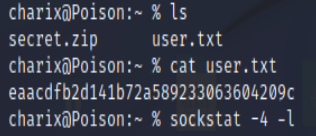 charix@Poison:~ % ls
secret.zip user.txt
charix@Poison:~ % cat user.txt
eaacdfb2d141b72a589233063604209c
charix@Poison:~ % sockstat -4 -l